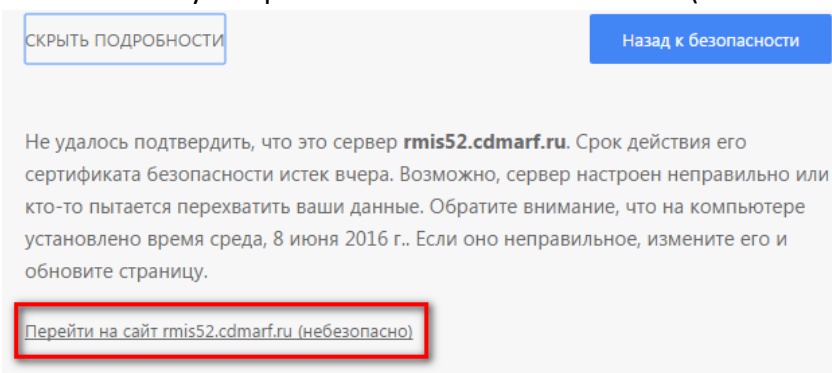 СКРЫТЬ ПОДРОБНОСТИ
Назад к безопасности
Не удалось подтвердить, что это сервер rmis52.cdmarf.ru. Срок действия его
сертификата безопасности истек вчера. Возможно, сервер настроен неправильно или
кто-то пытается перехватить ваши данные. Обратите внимание, что на компьютере
установлено время среда, 8 июня 2016 г.. Если оно неправильное, измените его и
обновите страницу.
Перейти на сайт rmis52.cdmarf.ru (небезопасно)